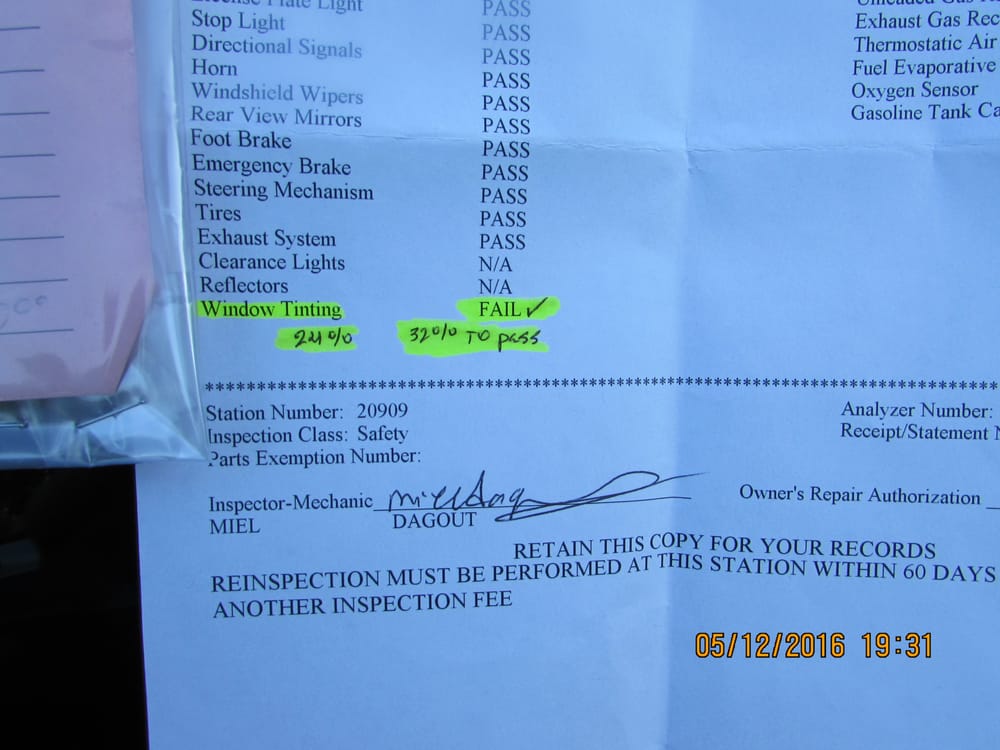 License Plate Light PASS
Stop Light PASS
Directional Signals PASS
Horn PASS
Windshield Wipers PASS
Rear View Mirrors PASS
Foot Brake PASS
Emergency Brake PASS
Steering Mechanism PASS
Tires PASS
Exhaust System PASS
Clearance Lights N/A
Reflectors N/A
Window Tinting FAIL ✓
24% 32% TO pass
Exhaust Gas Rec
Thermostatic Air
Fuel Evaporative
Oxygen Sensor
Gasoline Tank Ca
****************************************************************
Station Number: 20909 Analyzer Number:
Inspection Class: Safety Receipt/Statement N
Parts Exemption Number:
Inspector-Mechanic Owner's Repair Authorization
MIEL DAGOUT
RETAIN THIS COPY FOR YOUR RECORDS
REINSPECTION MUST BE PERFORMED AT THIS STATION WITHIN 60 DAYS
ANOTHER INSPECTION FEE
05/12/2016 19:31